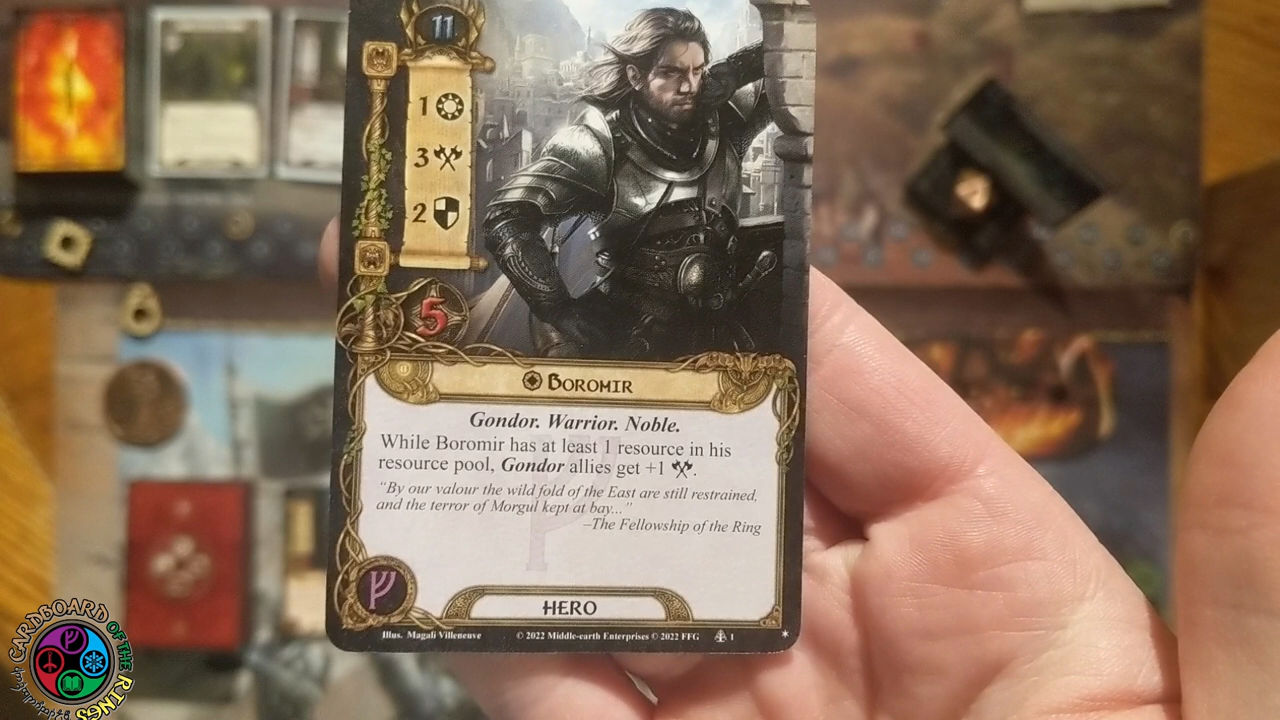 11
1
3
2
5
BOROMIR
Gondor. Warrior. Noble.
While Boromir has at least 1 resource in his
resource pool, Gondor allies get +1
“By our valour the wild fold of the East are still restrained,
and the terror of Morgul kept at bay...”
–The Fellowship of the Ring
HERO
Illus. Magali Villeneuve © 2022 Middle-earth Enterprises © 2022 FFG 1
CARDBOARD OF THE RINGS